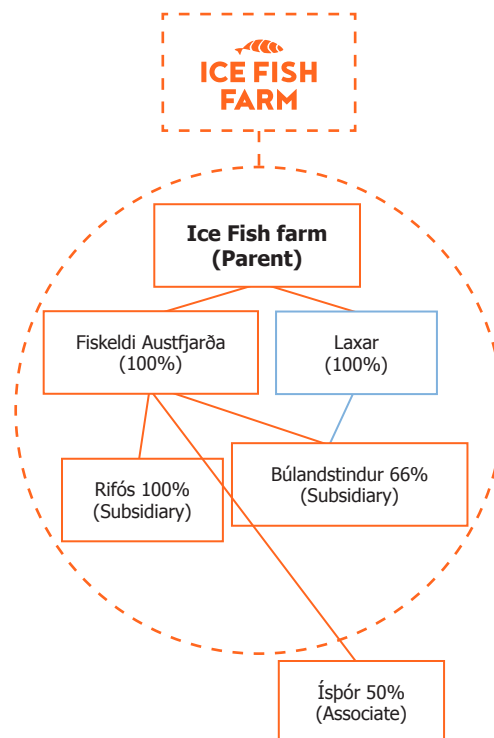 ICE FISH
FARM
Ice Fish farm
(Parent)
Fiskeldi Austfjarða
(100%)
Laxar
(100%)
Rifós 100%
(Subsidiary)
Búlandstindur 66%
(Subsidiary)
Ísþór 50%
(Associate)